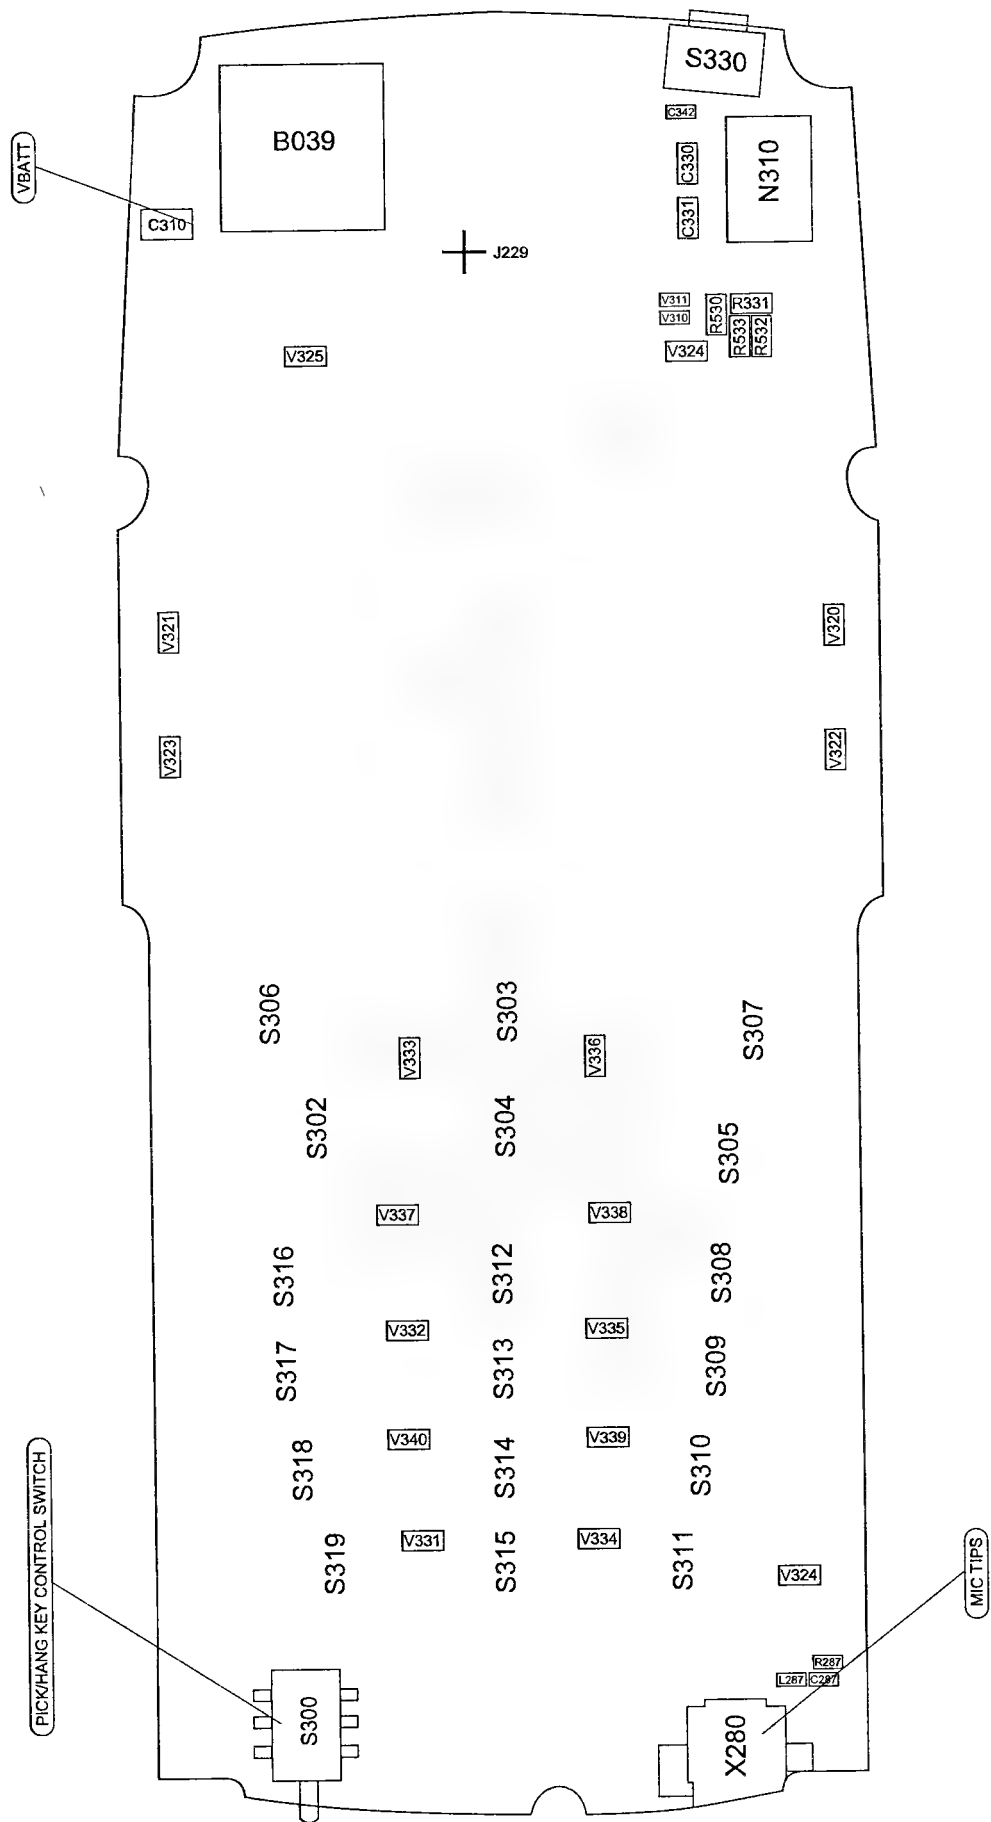 S330
C342
B039
C330
N310
VBATT
C310
C331
J229
V311
R530
R331
V310
R533
R532
V324
V325
V321
V320
V323
V322
S306
S303
S307
V333
V336
S302
S304
S305
V337
V338
S316
S312
S308
V332
V335
S317
S313
S309
V340
V339
S318
S314
S310
V331
V334
S319
S315
S311
V324
PICK/HANG KEY CONTROL SWITCH
MIC TIPS
R287
L287
C287
S300
X280